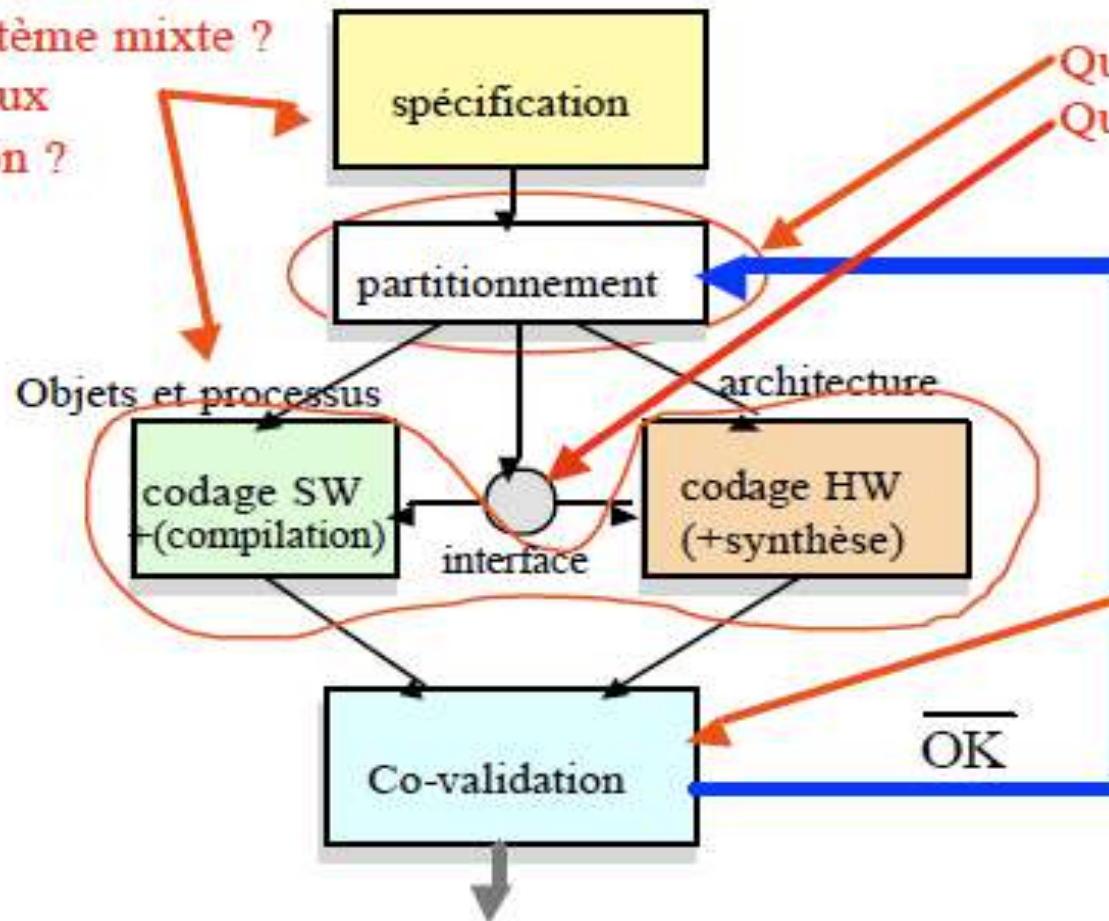 tème mixte ?
ux
n ?
spécification
Qu
Qu
partitionnement
Objets et processus
architecture
codage SW
+(compilation)
interface
codage HW
(+synthèse)
Co-validation
OK